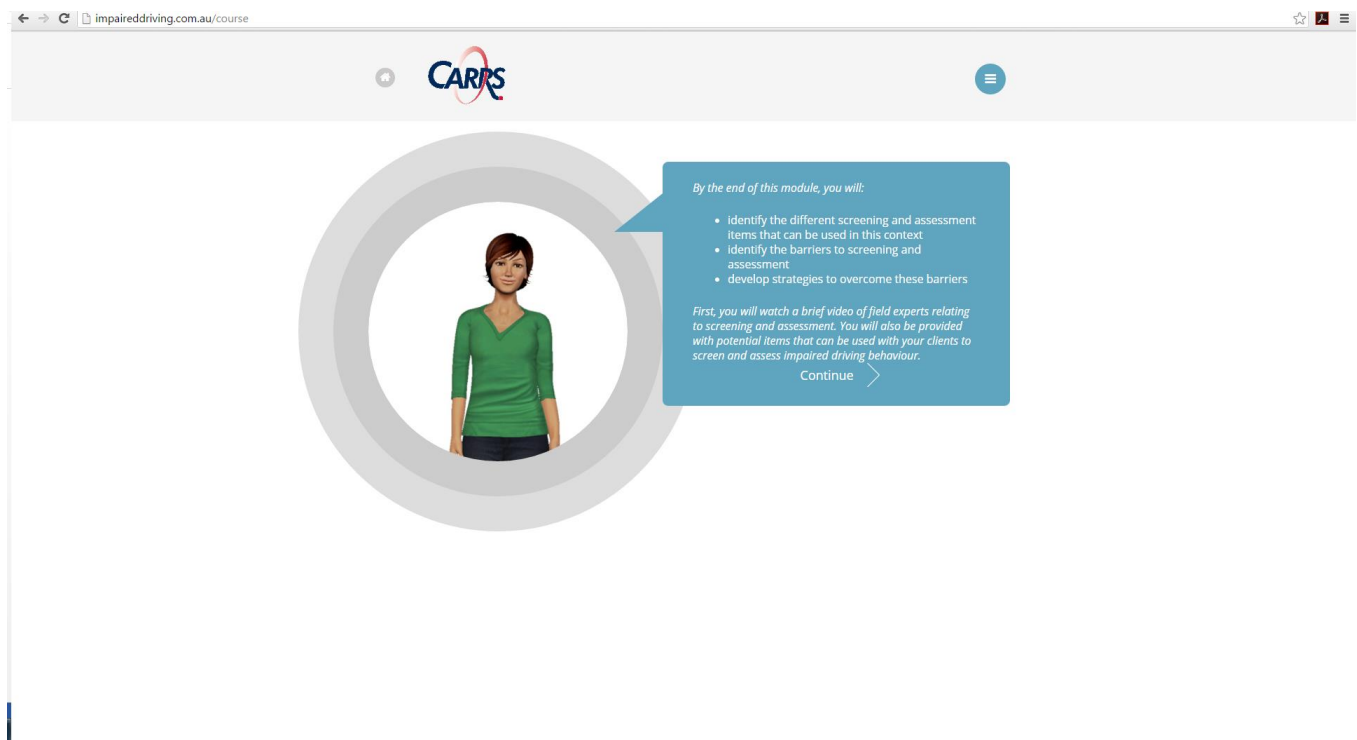 impaireddriving.com.au/course
CARRS
By the end of this module, you will:
• identify the different screening and assessment
items that can be used in this context
• identify the barriers to screening and
assessment
• develop strategies to overcome these barriers
First, you will watch a brief video of field experts relating
to screening and assessment. You will also be provided
with potential items that can be used with your clients to
screen and assess impaired driving behaviour.
Continue